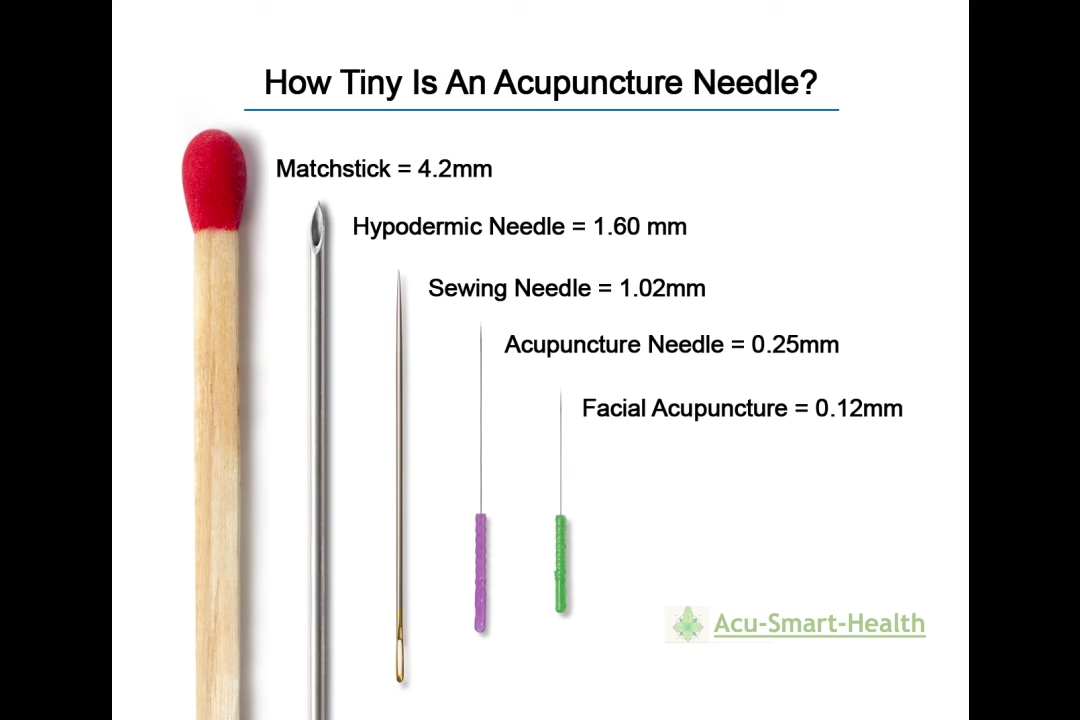 How Tiny Is An Acupuncture Needle?
Matchstick = 4.2mm
Hypodermic Needle = 1.60 mm
Sewing Needle = 1.02mm
Acupuncture Needle = 0.25mm
Facial Acupuncture = 0.12mm
Acu-Smart-Health